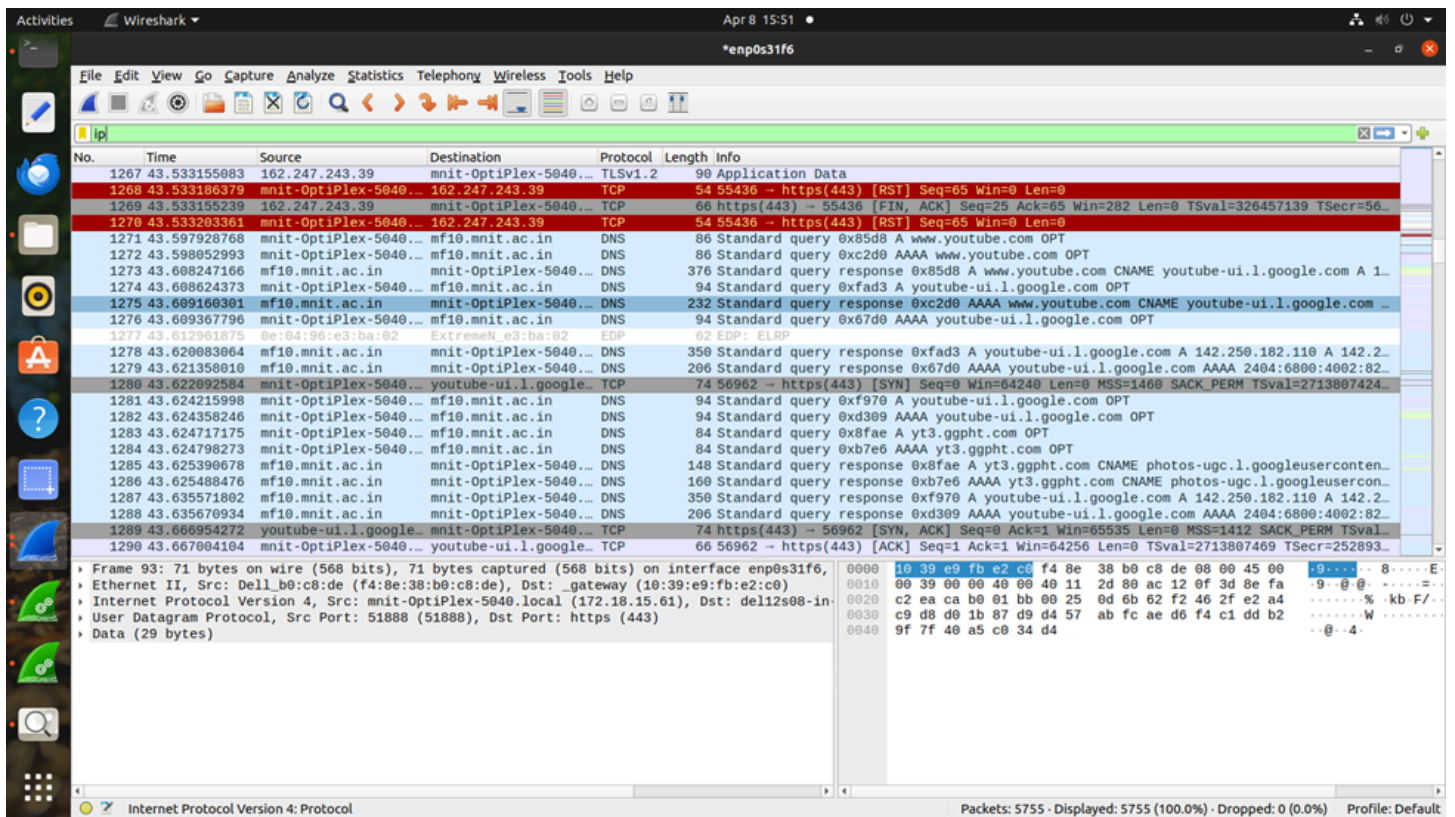 Activities Wireshark Apr 8 15:51
*enp0s31f6
File Edit View Go Capture Analyze Statistics Telephony Wireless Tools Help
ip
No. Time Source Destination Protocol Length Info
1267 43.533155083 162.247.243.39 mnit-OptiPlex-5040.… TLSv1.2 90 Application Data
1268 43.533186379 mnit-OptiPlex-5040.… 162.247.243.39 TCP 54 55436 → https(443) [RST] Seq=65 Win=0 Len=0
1269 43.533155239 162.247.243.39 mnit-OptiPlex-5040.… TCP 66 https(443) → 55436 [FIN, ACK] Seq=25 Ack=65 Win=282 Len=0 TSval=326457139 TSecr=56…
1270 43.533203361 mnit-OptiPlex-5040.… 162.247.243.39 TCP 54 55436 → https(443) [RST] Seq=65 Win=0 Len=0
1271 43.597928768 mnit-OptiPlex-5040.… mf10.mnit.ac.in DNS 86 Standard query 0x85d8 A www.youtube.com OPT
1272 43.598052993 mnit-OptiPlex-5040.… mf10.mnit.ac.in DNS 86 Standard query 0xc2d0 AAAA www.youtube.com OPT
1273 43.608247166 mf10.mnit.ac.in mnit-OptiPlex-5040.… DNS 376 Standard query response 0x85d8 A www.youtube.com CNAME youtube-ui.l.google.com A 1…
1274 43.608624373 mnit-OptiPlex-5040.… mf10.mnit.ac.in DNS 94 Standard query 0xfad3 A youtube-ui.l.google.com OPT
1275 43.609160301 mf10.mnit.ac.in mnit-OptiPlex-5040.… DNS 232 Standard query response 0xc2d0 AAAA www.youtube.com CNAME youtube-ui.l.google.com …
1276 43.609367796 mnit-OptiPlex-5040.… mf10.mnit.ac.in DNS 94 Standard query 0x67d0 AAAA youtube-ui.l.google.com OPT
1277 43.612961875 0e:04:96:e3:ba:02 ExtremeN_e3:ba:02 EDP 62 EDP: ELRP
1278 43.620083064 mf10.mnit.ac.in mnit-OptiPlex-5040.… DNS 350 Standard query response 0xfad3 A youtube-ui.l.google.com A 142.250.182.110 A 142.2…
1279 43.621358010 mf10.mnit.ac.in mnit-OptiPlex-5040.… DNS 206 Standard query response 0x67d0 AAAA youtube-ui.l.google.com AAAA 2404:6800:4002:82…
1280 43.622092584 mnit-OptiPlex-5040.… youtube-ui.l.google… TCP 74 56962 → https(443) [SYN] Seq=0 Win=64240 Len=0 MSS=1460 SACK_PERM TSval=2713807424…
1281 43.624215998 mnit-OptiPlex-5040.… mf10.mnit.ac.in DNS 94 Standard query 0xf970 A youtube-ui.l.google.com OPT
1282 43.624358246 mnit-OptiPlex-5040.… mf10.mnit.ac.in DNS 94 Standard query 0xd309 AAAA youtube-ui.l.google.com OPT
1283 43.624717175 mnit-OptiPlex-5040.… mf10.mnit.ac.in DNS 84 Standard query 0x8fae A yt3.ggpht.com OPT
1284 43.624798273 mnit-OptiPlex-5040.… mf10.mnit.ac.in DNS 84 Standard query 0xb7e6 AAAA yt3.ggpht.com OPT
1285 43.625390678 mf10.mnit.ac.in mnit-OptiPlex-5040.… DNS 148 Standard query response 0x8fae A yt3.ggpht.com CNAME photos-ugc.l.googleuserconten…
1286 43.625488476 mf10.mnit.ac.in mnit-OptiPlex-5040.… DNS 160 Standard query response 0xb7e6 AAAA yt3.ggpht.com CNAME photos-ugc.l.googleusercon…
1287 43.635571802 mf10.mnit.ac.in mnit-OptiPlex-5040.… DNS 350 Standard query response 0xf970 A youtube-ui.l.google.com A 142.250.182.110 A 142.2…
1288 43.635670934 mf10.mnit.ac.in mnit-OptiPlex-5040.… DNS 206 Standard query response 0xd309 AAAA youtube-ui.l.google.com AAAA 2404:6800:4002:82…
1289 43.666954272 youtube-ui.l.google… mnit-OptiPlex-5040.… TCP 74 https(443) → 56962 [SYN, ACK] Seq=0 Ack=1 Win=65535 Len=0 MSS=1412 SACK_PERM TSval…
1290 43.667004104 mnit-OptiPlex-5040.… youtube-ui.l.google… TCP 66 56962 → https(443) [ACK] Seq=1 Ack=1 Win=64256 Len=0 TSval=2713807469 TSecr=252893…
Frame 93: 71 bytes on wire (568 bits), 71 bytes captured (568 bits) on interface enp0s31f6,
Ethernet II, Src: Dell_b0:c8:de (f4:8e:38:b0:c8:de), Dst: _gateway (10:39:e9:fb:e2:c0)
Internet Protocol Version 4, Src: mnit-OptiPlex-5040.local (172.18.15.61), Dst: del12s08-in-
User Datagram Protocol, Src Port: 51888 (51888), Dst Port: https (443)
Data (29 bytes)
0000 10 39 e9 fb e2 c0 f4 8e 38 b0 c8 de 08 00 45 00 ·9······ 8·····E·
0010 00 39 00 00 40 00 40 11 2d 80 ac 12 0f 3d 8e fa ·9··@·@· -····=··
0020 c2 ea ca b0 01 bb 00 25 0d 6b 62 f2 46 2f e2 a4 ·······% ·kb·F/··
0030 c9 d8 d0 1b 87 d9 d4 57 ab fc ae d6 f4 c1 dd b2 ·······W ········
0040 9f 7f 40 a5 c0 34 d4 ··@··4·
Internet Protocol Version 4: Protocol Packets: 5755 · Displayed: 5755 (100.0%) · Dropped: 0 (0.0%) Profile: Default